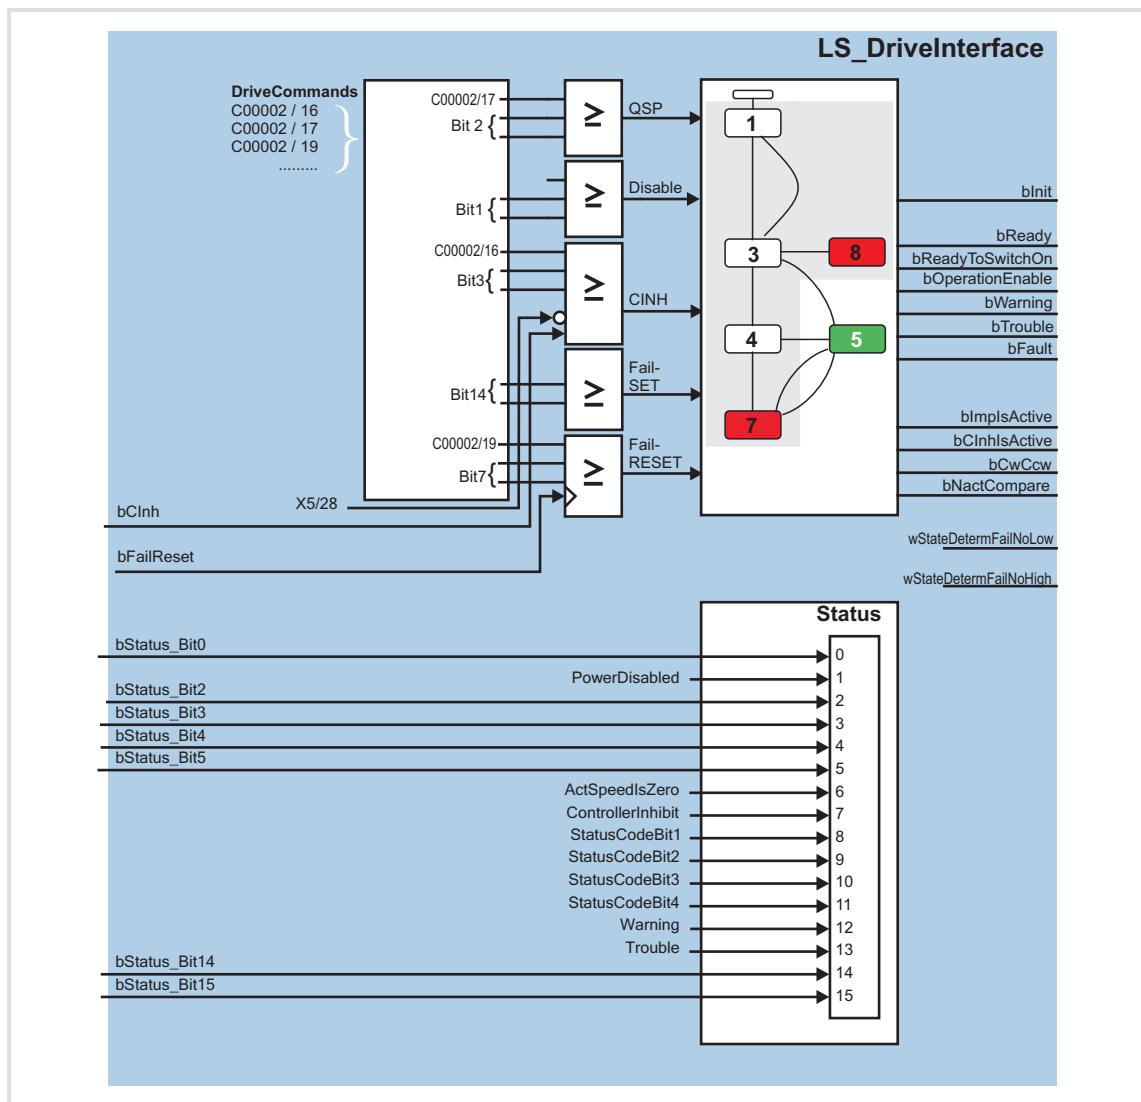 LS_DriveInterface
DriveCommands
C00002 / 16
C00002 / 17
C00002 / 19
.........
C00002/17
Bit 2 {
≥
QSP
Bit1 {
≥
Disable
C00002/16
Bit3 {
≥
CINH
Bit14 {
≥
Fail-
SET
C00002/19
Bit7 {
≥
Fail-
RESET
X5/28
bCInh
bFailReset
1
3
8
4
5
7
bInit
bReady
bReadyToSwitchOn
bOperationEnable
bWarning
bTrouble
bFault
bImpIsActive
bCInhIsActive
bCwCcw
bNactCompare
wStateDetermFailNoLow
wStateDetermFailNoHigh
Status
bStatus_Bit0 0
PowerDisabled 1
bStatus_Bit2 2
bStatus_Bit3 3
bStatus_Bit4 4
bStatus_Bit5 5
ActSpeedIsZero 6
ControllerInhibit 7
StatusCodeBit1 8
StatusCodeBit2 9
StatusCodeBit3 10
StatusCodeBit4 11
Warning 12
Trouble 13
bStatus_Bit14 14
bStatus_Bit15 15